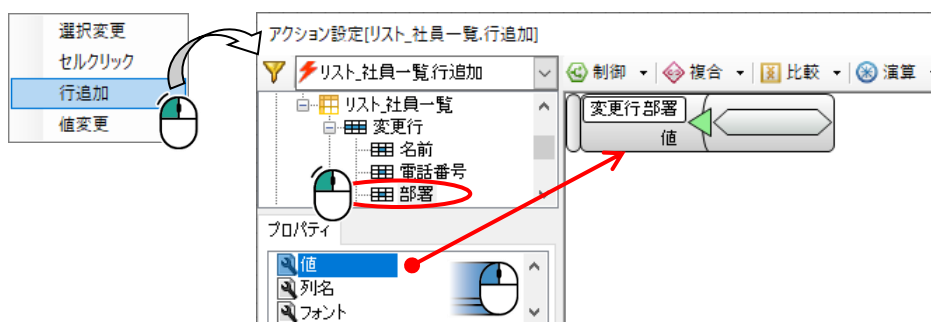 選択変更
セルクリック
行追加
値変更
アクション設定[リスト_社員一覧.行追加]
リスト_社員一覧.行追加
制御 複合 比較 演算
リスト_社員一覧
変更行
名前
電話番号
部署
プロパティ
値
列名
フォント
変更行部署
値